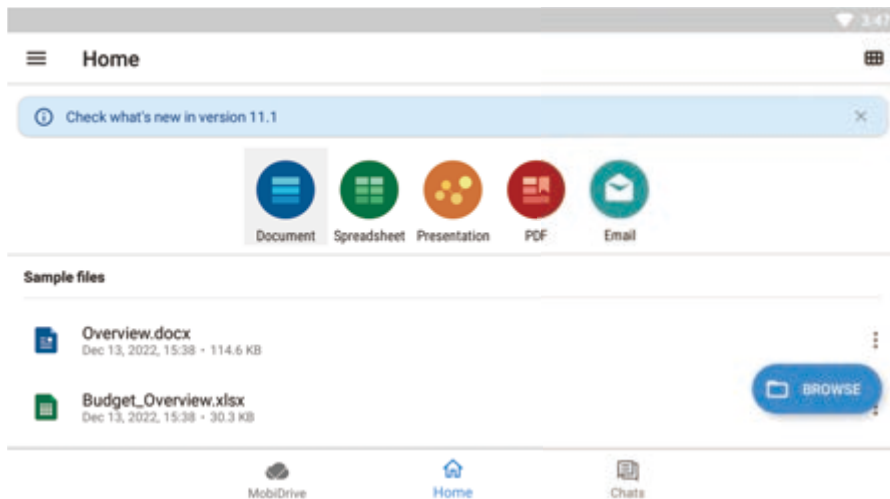 3:47
Home
Check what's new in version 11.1
Document Spreadsheet Presentation PDF Email
Sample files
Overview.docx
Dec 13, 2022, 15:38 - 114.6 KB
BROWSE
Budget_Overview.xlsx
Dec 13, 2022, 15:38 - 30.3 KB
MobiDrive Home Chats